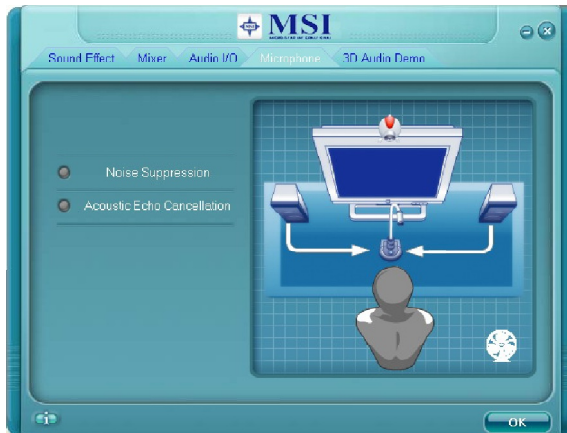 MSI
Sound Effect Mixer Audio I/O Microphone 3D Audio Demo
Noise Suppression
Acoustic Echo Cancellation
i
OK